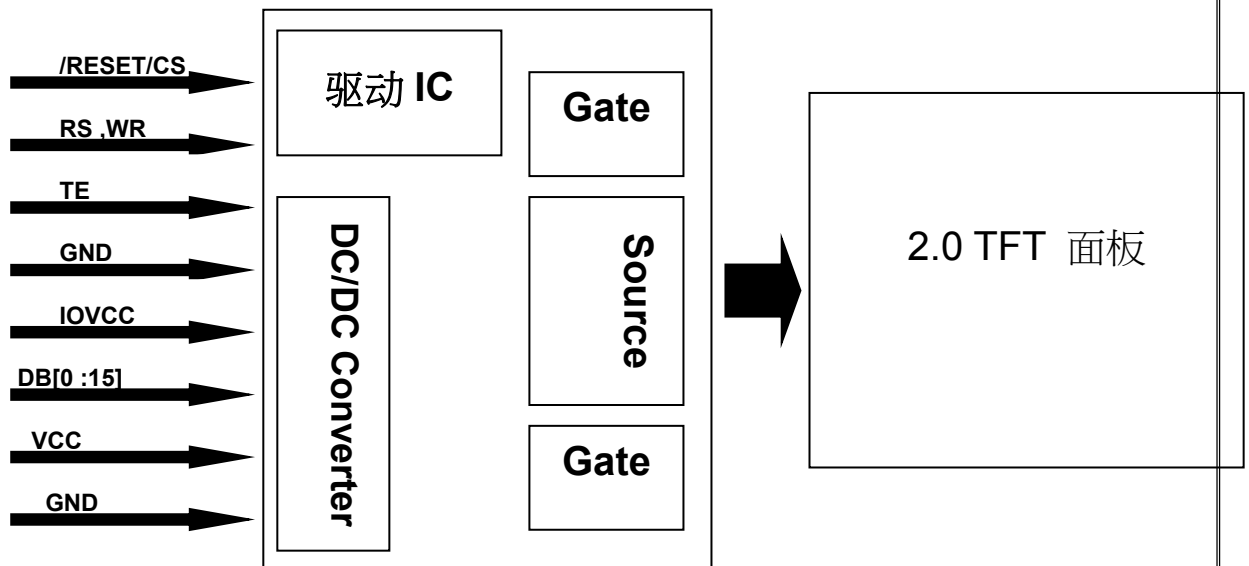 /RESET/CS
RS ,WR
TE
GND
IOVCC
DB[0 :15]
VCC
GND
驱动 IC
DC/DC Converter
Gate
Source
Gate
2.0 TFT 面板